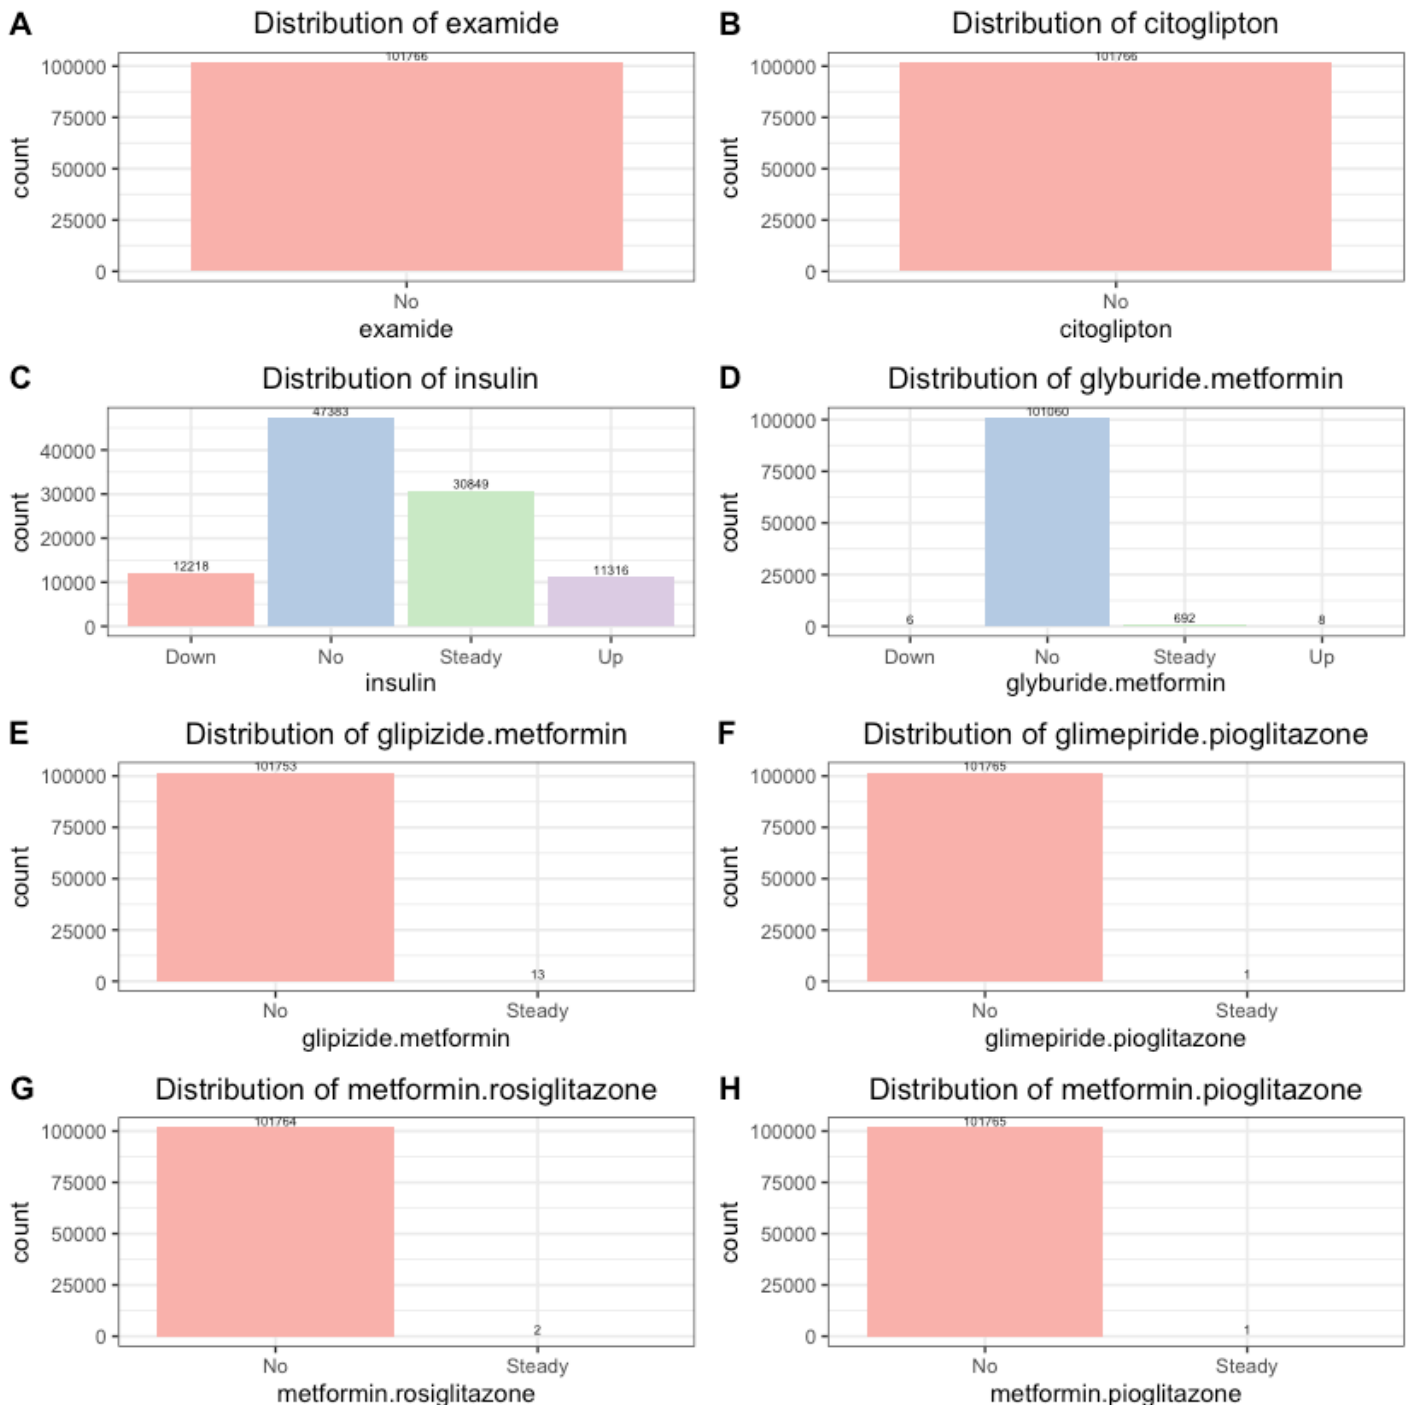 A
Distribution of examide
101766
100000
75000
50000
25000
0
count
No
examide
B
Distribution of citoglipton
101766
100000
75000
50000
25000
0
count
No
citoglipton
C
Distribution of insulin
47383
40000
30849
30000
20000
12218
11316
10000
0
count
Down No Steady Up
insulin
D
Distribution of glyburide.metformin
101060
100000
75000
50000
25000
6 692 8
0
count
Down No Steady Up
glyburide.metformin
E
Distribution of glipizide.metformin
101753
100000
75000
50000
25000
13
0
count
No Steady
glipizide.metformin
F
Distribution of glimepiride.pioglitazone
101765
100000
75000
50000
25000
1
0
count
No Steady
glimepiride.pioglitazone
G
Distribution of metformin.rosiglitazone
101764
100000
75000
50000
25000
2
0
count
No Steady
metformin.rosiglitazone
H
Distribution of metformin.pioglitazone
101765
100000
75000
50000
25000
1
0
count
No Steady
metformin.pioglitazone